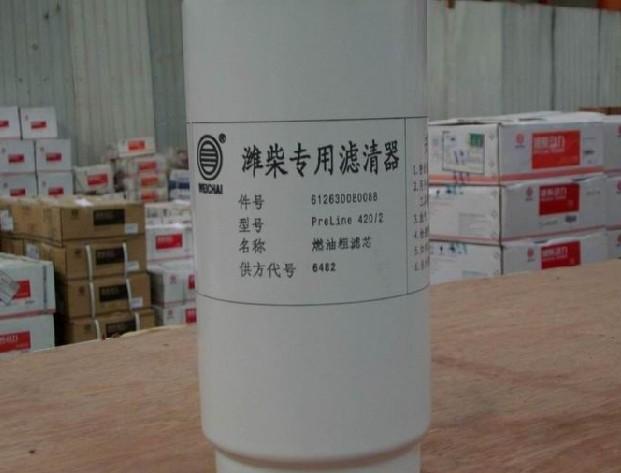 WEICHAI
潍柴专用滤清器
件号 612630080088
型号 PreLine 420/2
名称 燃油粗滤芯
供方代号 6482